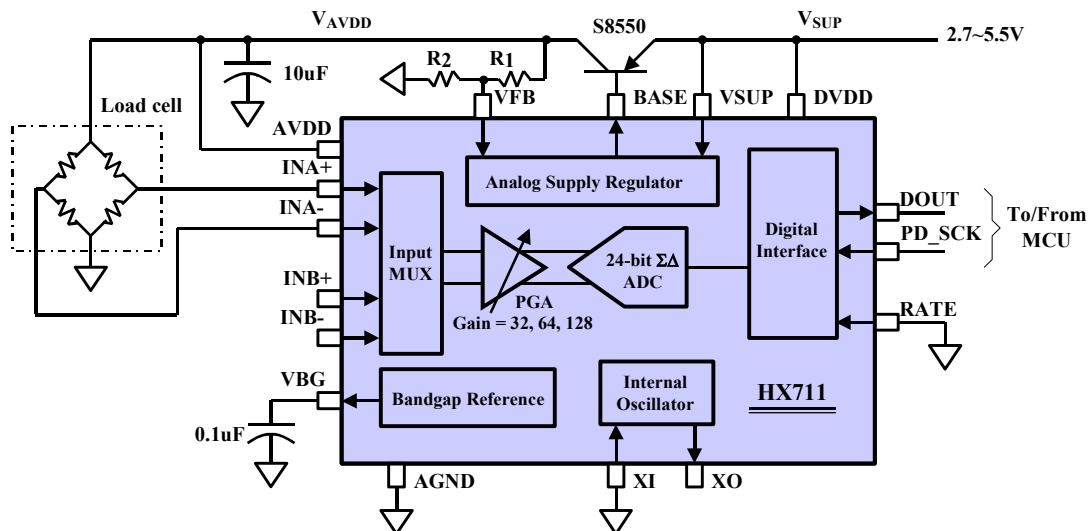 V_AVDD
S8550
V_SUP
2.7~5.5V
R2
R1
10uF
VFB
BASE
VSUP
DVDD
Load cell
AVDD
INA+
Analog Supply Regulator
DOUT
INA-
To/From
MCU
PD_SCK
Input
MUX
Digital
Interface
24-bit ΣΔ
ADC
INB+
PGA
Gain = 32, 64, 128
RATE
INB-
VBG
Bandgap Reference
Internal
Oscillator
HX711
0.1uF
AGND
XI
XO